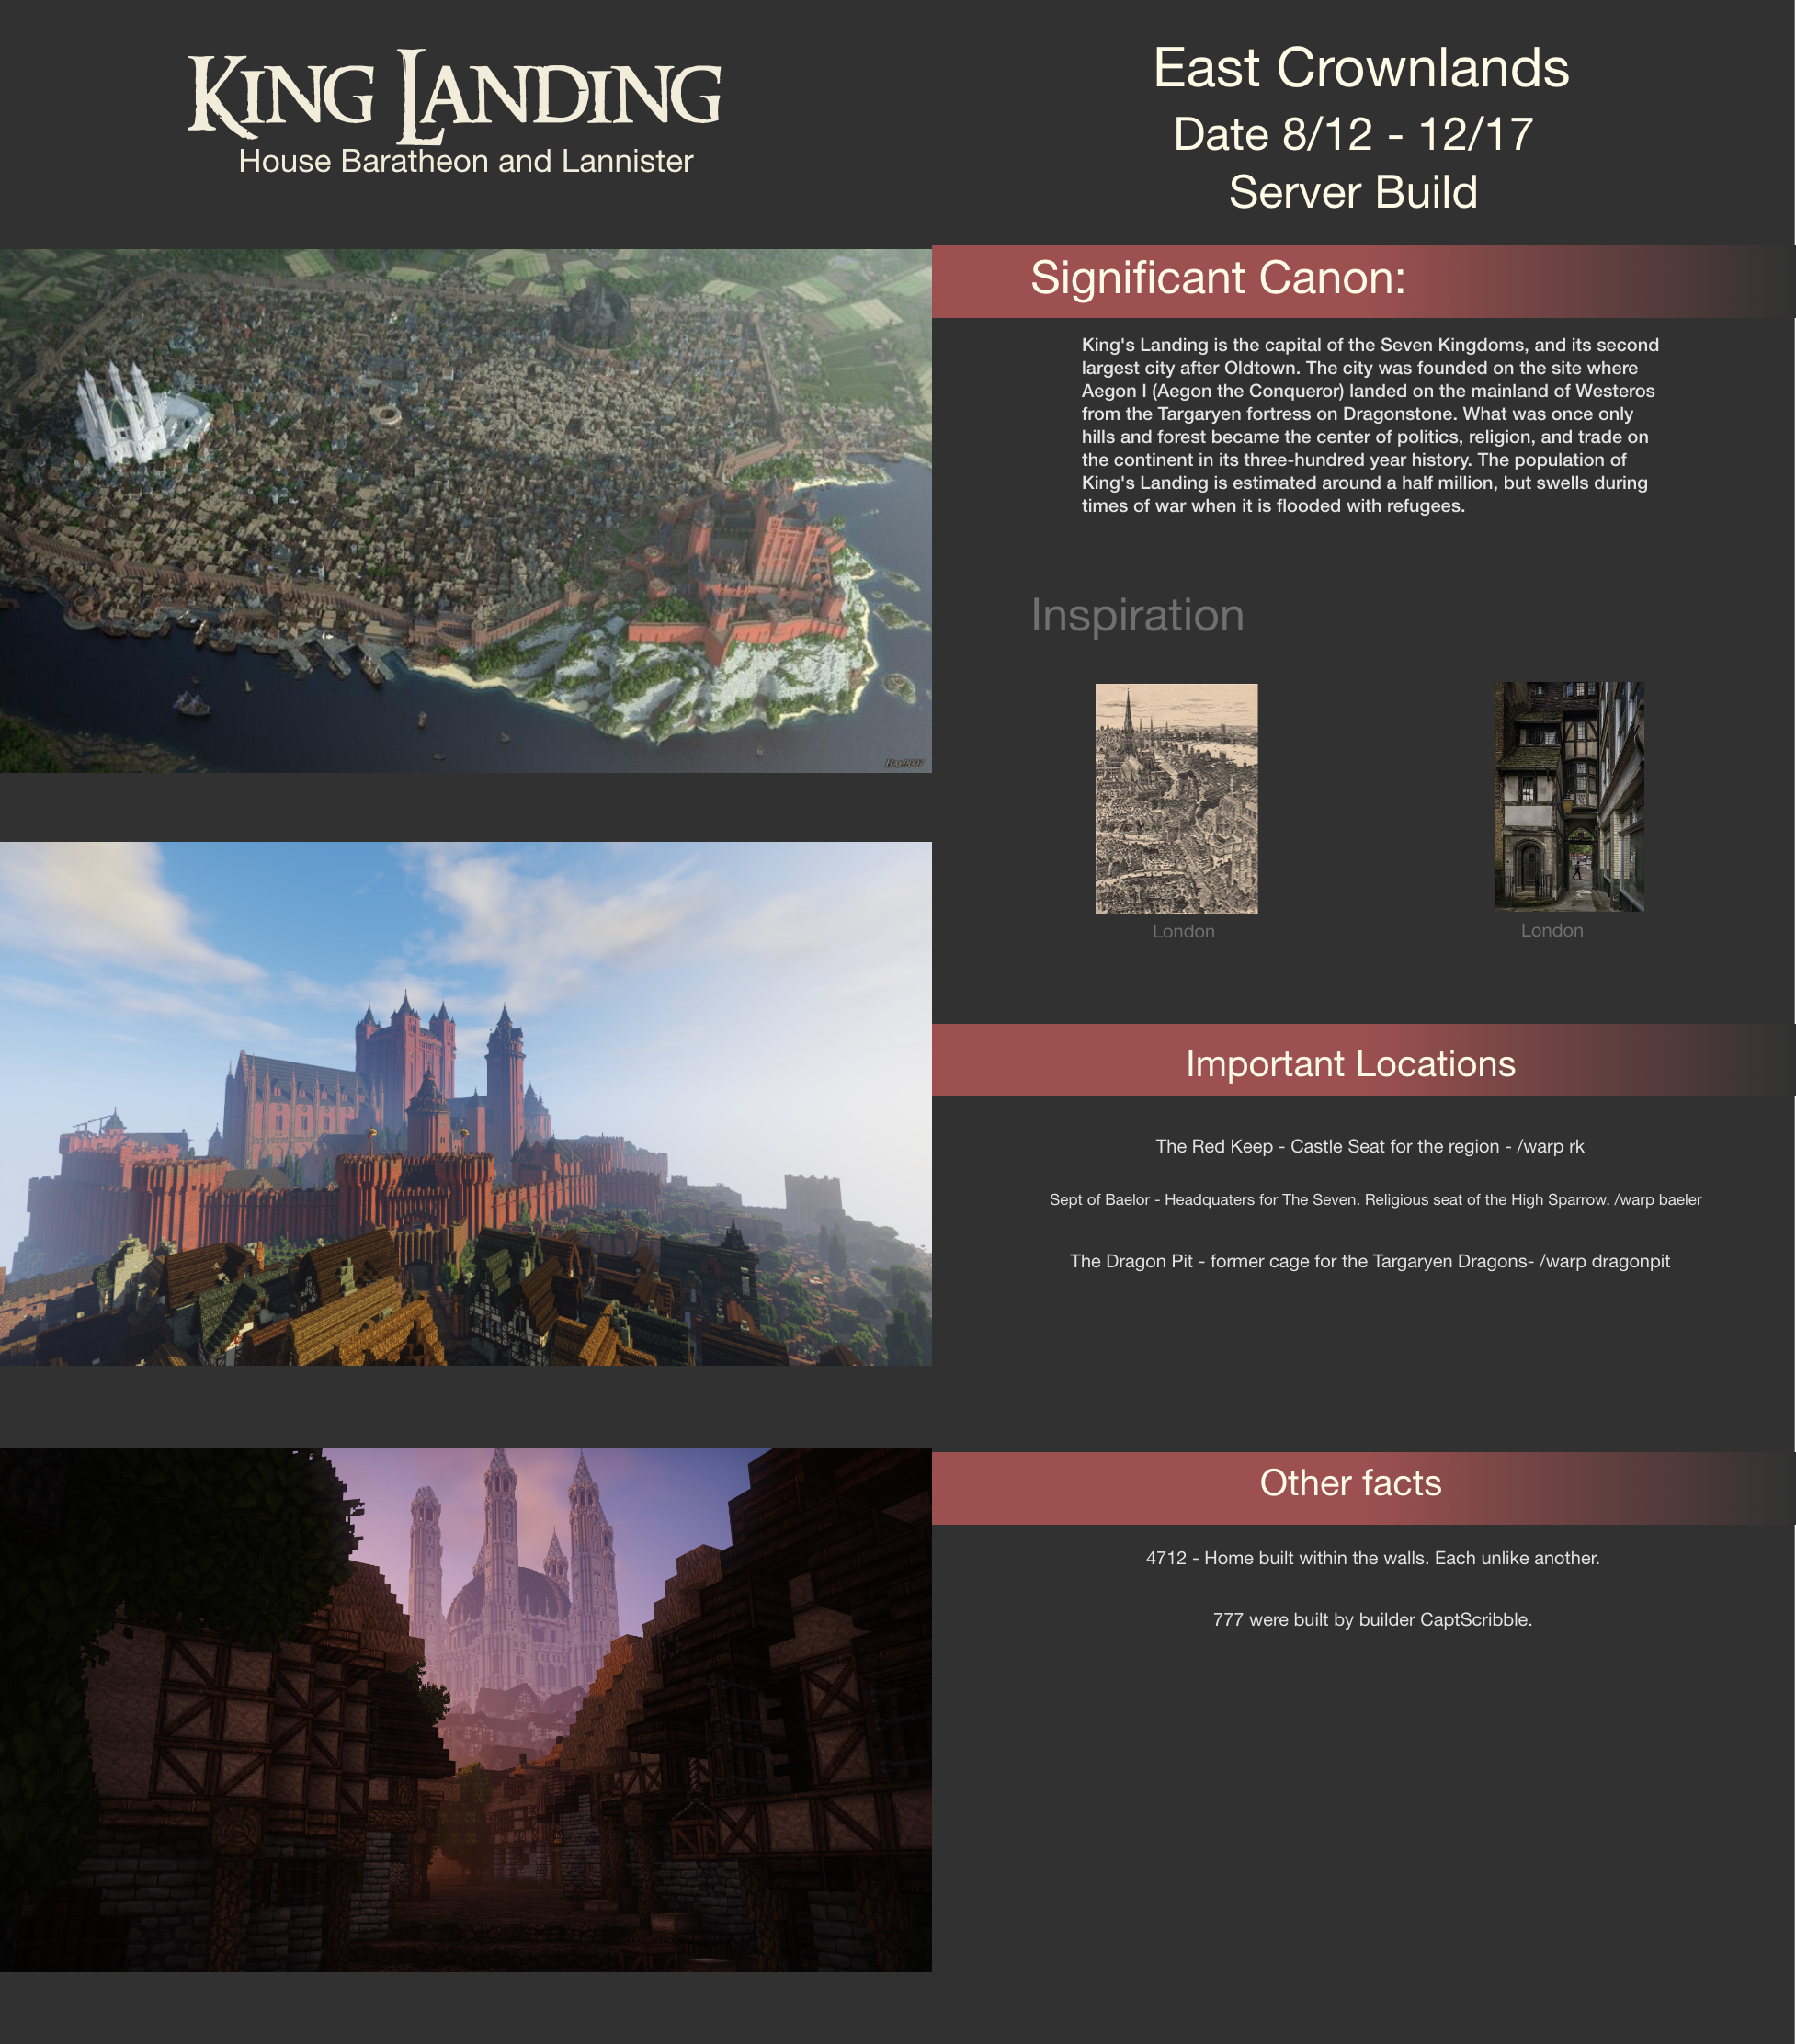 King Landing
House Baratheon and Lannister
East Crownlands
Date 8/12 - 12/17
Server Build
Significant Canon:
King's Landing is the capital of the Seven Kingdoms, and its second
largest city after Oldtown. The city was founded on the site where
Aegon I (Aegon the Conqueror) landed on the mainland of Westeros
from the Targaryen fortress on Dragonstone. What was once only
hills and forest became the center of politics, religion, and trade on
the continent in its three-hundred year history. The population of
King's Landing is estimated around a half million, but swells during
times of war when it is flooded with refugees.
Inspiration
London
London
Important Locations
The Red Keep - Castle Seat for the region - /warp rk
Sept of Baelor - Headquaters for The Seven. Religious seat of the High Sparrow. /warp baeler
The Dragon Pit - former cage for the Targaryen Dragons- /warp dragonpit
Other facts
4712 - Home built within the walls. Each unlike another.
777 were built by builder CaptScribble.